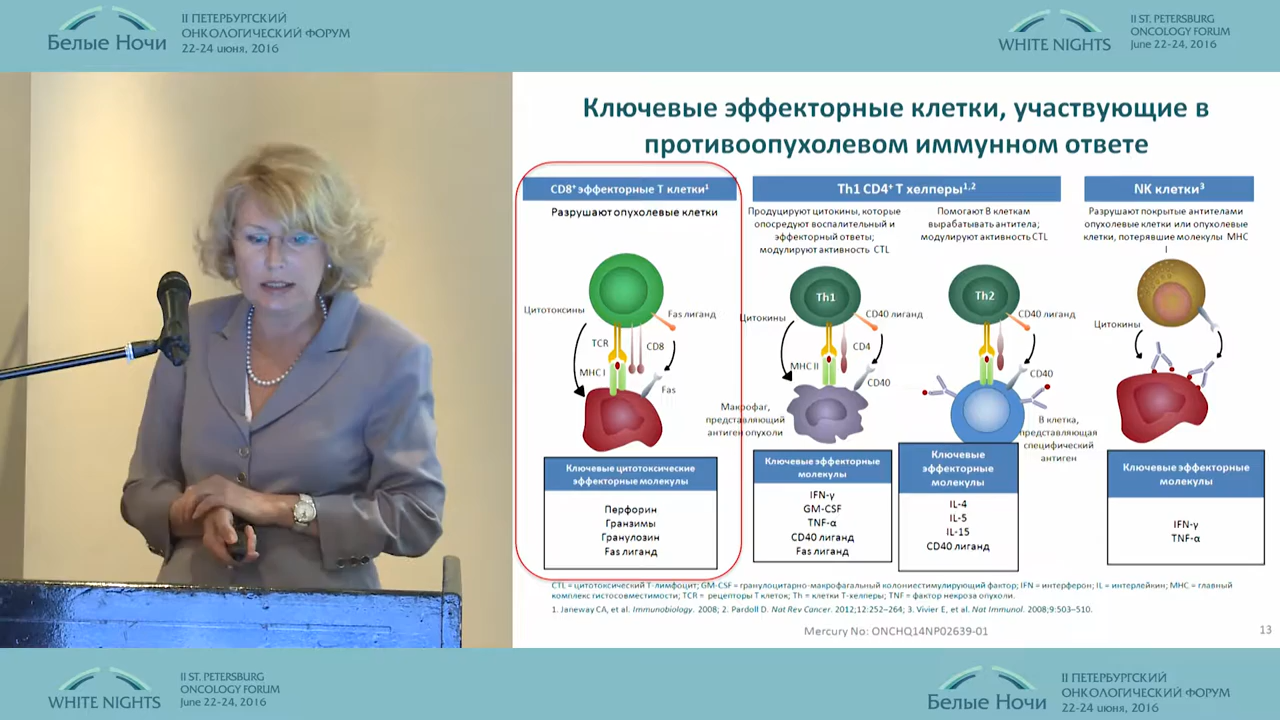 II ПЕТЕРБУРГСКИЙ
ОНКОЛОГИЧЕСКИЙ ФОРУМ
Белые Ночи
22-24 июня, 2016
II ST. PETERSBURG
ONCOLOGY FORUM
WHITE NIGHTS
June 22-24, 2016
Ключевые эффекторные клетки, участвующие в
противоопухолевом иммунном ответе
CD8⁺ эффекторные Т клетки¹
Разрушают опухолевые клетки
Цитотоксины
Fas лиганд
TCR
CD8
MHC I
Fas
Ключевые цитотоксические
эффекторные молекулы
Перфорин
Гранзимы
Гранулозин
Fas лиганд
Th1 CD4⁺ Т хелперы¹,²
Продуцируют цитокины, которые
опосредуют воспалительный и
эффекторный ответы;
модулируют активность CTL
Th1
Цитокины
CD40 лиганд
CD4
MHC II
CD40
Макрофаг,
представляющий
антиген опухоли
Ключевые эффекторные
молекулы
IFN-γ
GM-CSF
TNF-α
CD40 лиганд
Fas лиганд
Помогают В клеткам
вырабатывать антитела;
модулируют активность CTL
Th2
CD40 лиганд
CD40
В клетка,
представляющая
специфический
антиген
Ключевые
эффекторные
молекулы
IL-4
IL-5
IL-15
CD40 лиганд
NK клетки³
Разрушают покрытые антителами
опухолевые клетки или опухолевые
клетки, потерявшие молекулы MHC
I
Цитокины
Ключевые эффекторные
молекулы
IFN-γ
TNF-α
CTL = цитотоксический Т-лимфоцит; GM-CSF = гранулоцитарно-макрофагальный колониестимулирующий фактор; IFN = интерферон; IL = интерлейкин; MHC = главный
комплекс гистосовместимости; TCR = рецепторы Т клеток; Th = клетки Т-хелперы; TNF = фактор некроза опухоли.
1. Janeway CA, et al. Immunobiology. 2008; 2. Pardoll D. Nat Rev Cancer. 2012;12:252–264; 3. Vivier E, et al. Nat Immunol. 2008;9:503–510.
Mercury No: ONCHQ14NP02639-01
13
II ST. PETERSBURG
ONCOLOGY FORUM
WHITE NIGHTS
June 22-24, 2016
II ПЕТЕРБУРГСКИЙ
ОНКОЛОГИЧЕСКИЙ ФОРУМ
Белые Ночи
22-24 июня, 2016